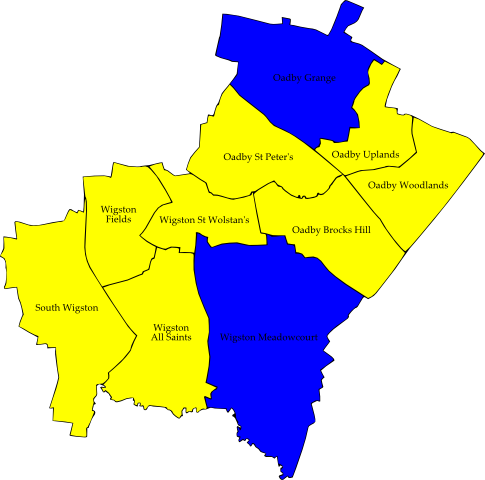 Oadby Grange
Oadby St Peter's
Oadby Uplands
Oadby Woodlands
Wigston
Fields
Wigston St Wolstan's
Oadby Brocks Hill
South Wigston
Wigston
All Saints
Wigston Meadowcourt